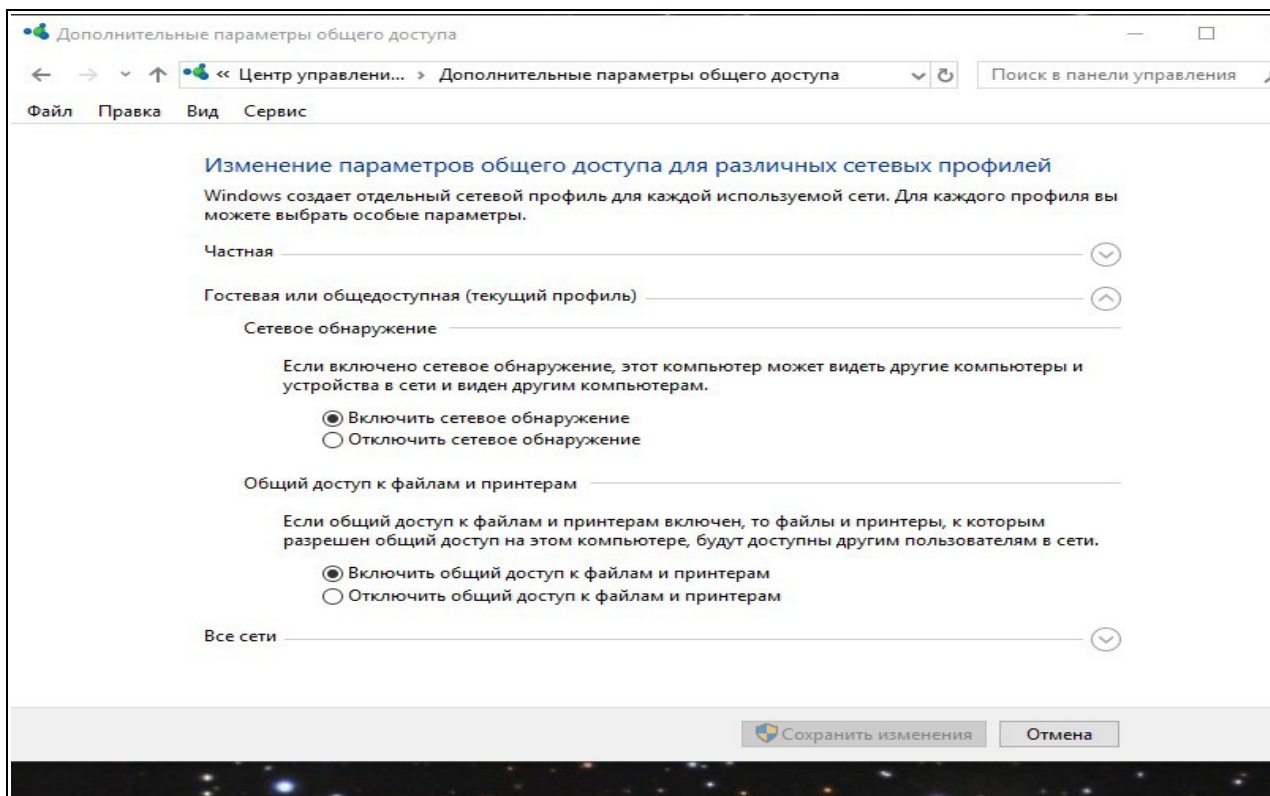 Дополнительные параметры общего доступа
« Центр управлени... › Дополнительные параметры общего доступа
Поиск в панели управления
Файл Правка Вид Сервис
Изменение параметров общего доступа для различных сетевых профилей
Windows создает отдельный сетевой профиль для каждой используемой сети. Для каждого профиля вы
можете выбрать особые параметры.
Частная
Гостевая или общедоступная (текущий профиль)
Сетевое обнаружение
Если включено сетевое обнаружение, этот компьютер может видеть другие компьютеры и
устройства в сети и виден другим компьютерам.
Включить сетевое обнаружение
Отключить сетевое обнаружение
Общий доступ к файлам и принтерам
Если общий доступ к файлам и принтерам включен, то файлы и принтеры, к которым
разрешен общий доступ на этом компьютере, будут доступны другим пользователям в сети.
Включить общий доступ к файлам и принтерам
Отключить общий доступ к файлам и принтерам
Все сети
Сохранить изменения
Отмена